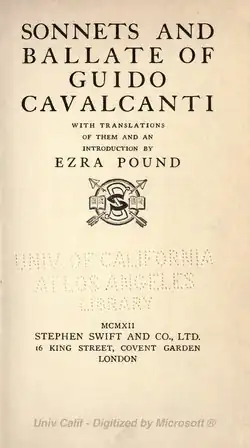 SONNETS AND
BALLATE OF
GUIDO
CAVALCANTI
WITH TRANSLATIONS
OF THEM AND AN
INTRODUCTION BY
EZRA POUND
S
UNIV. OF CALIFORNIA
AT LOS ANGELES
LIBRARY
MCMXII
STEPHEN SWIFT AND CO., LTD.
16 KING STREET, COVENT GARDEN
LONDON
Univ Calif - Digitized by Microsoft ®